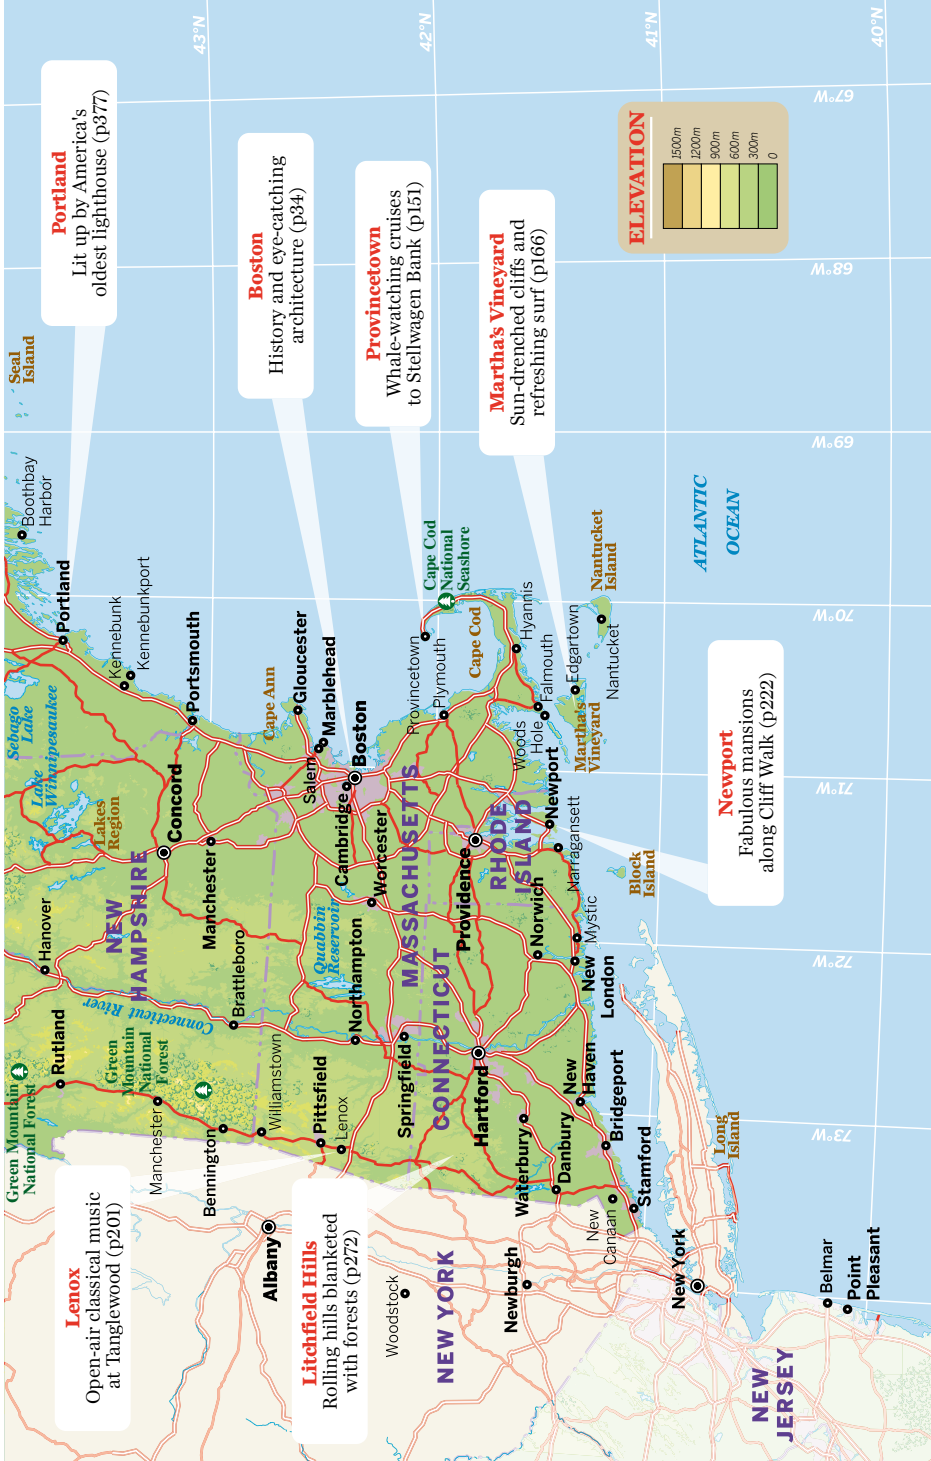 Portland
Lit up by America's
oldest lighthouse (p377)
Boston
History and eye-catching
architecture (p34)
Provincetown
Whale-watching cruises
to Stellwagen Bank (p151)
Martha's Vineyard
Sun-drenched cliffs and
refreshing surf (p166)
Newport
Fabulous mansions
along Cliff Walk (p222)
Lenox
Open-air classical music
at Tanglewood (p201)
Litchfield Hills
Rolling hills blanketed
with forests (p272)
ELEVATION
1500m
1200m
900m
600m
300m
0
43°N
42°N
41°N
40°N
67°W
68°W
69°W
70°W
71°W
72°W
73°W
Seal
Island
Boothbay
Harbor
Portland
Kennebunk
Kennebunkport
Portsmouth
Sebago
Lake
Lake
Winnipesaukee
Lakes
Region
Concord
NEW
HAMPSHIRE
Hanover
Manchester
Connecticut River
Brattleboro
Rutland
Green Mountain
National Forest
Green
Mountain
National
Forest
Manchester
Bennington
Williamstown
Pittsfield
Lenox
Albany
Cape Ann
Gloucester
Marblehead
Salem
Boston
Cambridge
Worcester
MASSACHUSETTS
Quabbin
Reservoir
Northampton
Springfield
Provincetown
Plymouth
Cape Cod
National
Seashore
Cape Cod
Hyannis
Falmouth
Woods
Hole
Edgartown
Martha's
Vineyard
Nantucket
Nantucket
Island
ATLANTIC
OCEAN
Providence
RHODE
ISLAND
Newport
Narragansett
Block
Island
CONNECTICUT
Hartford
Norwich
Mystic
New
London
New
Haven
Bridgeport
Waterbury
Danbury
Stamford
New
Canaan
Long
Island
Woodstock
NEW YORK
Newburgh
New York
Belmar
Point
Pleasant
NEW
JERSEY